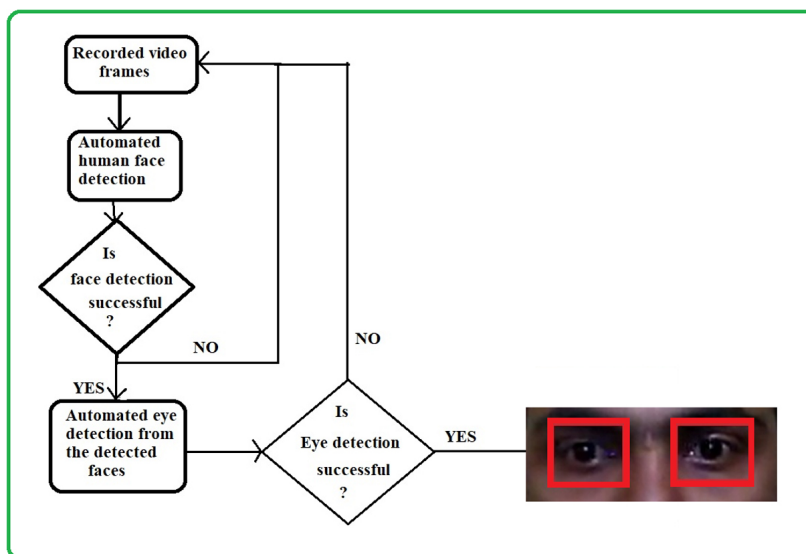 Recorded video
frames
Automated
human face
detection
Is
face detection
successful
?
NO
YES
Automated eye
detection from
the detected
faces
Is
Eye detection
successful
?
NO
YES